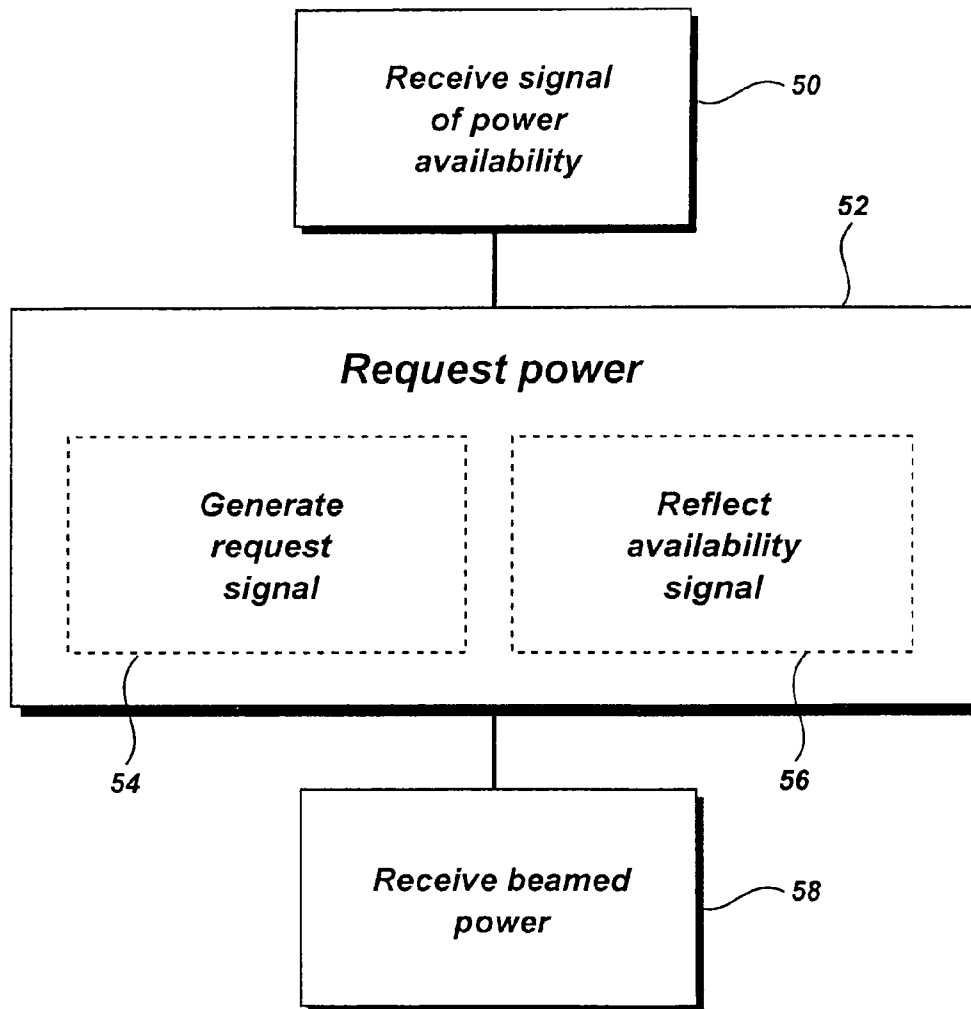 Receive signal
of power
availability
50
52
Request power
Generate
request
signal
Reflect
availability
signal
54
56
Receive beamed
power
58